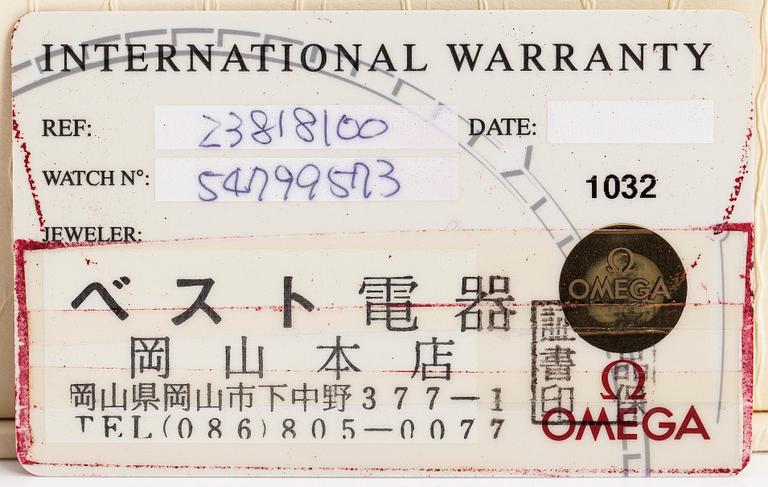 INTERNATIONAL WARRANTY
REF: 23818100 DATE:
WATCH N°: 54799573
1032
JEWELER:
ベスト電器
岡山本店
岡山県岡山市下中野377-1
TEL(086)805-0077
Ω
OMEGA
証書印
Ω
OMEGA